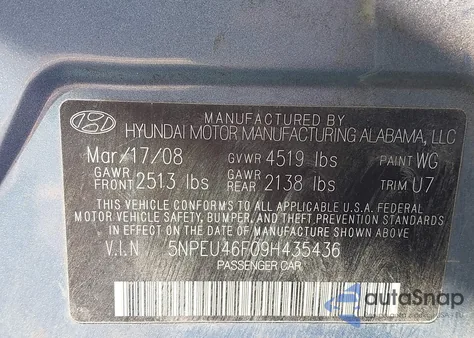 MANUFACTURED BY
HYUNDAI MOTOR MANUFACTURING ALABAMA, LLC
Mar/17/08 GVWR 4519 lbs PAINT WG
GAWR FRONT 2513 lbs GAWR REAR 2138 lbs TRIM U7
THIS VEHICLE CONFORMS TO ALL APPLICABLE U.S.A. FEDERAL
MOTOR VEHICLE SAFETY, BUMPER, AND THEFT PREVENTION STANDARDS
IN EFFECT ON THE DATE OF MANUFACTURE SHOWN ABOVE.
V.I.N 5NPEU46F09H435436
PASSENGER CAR
autoSnap